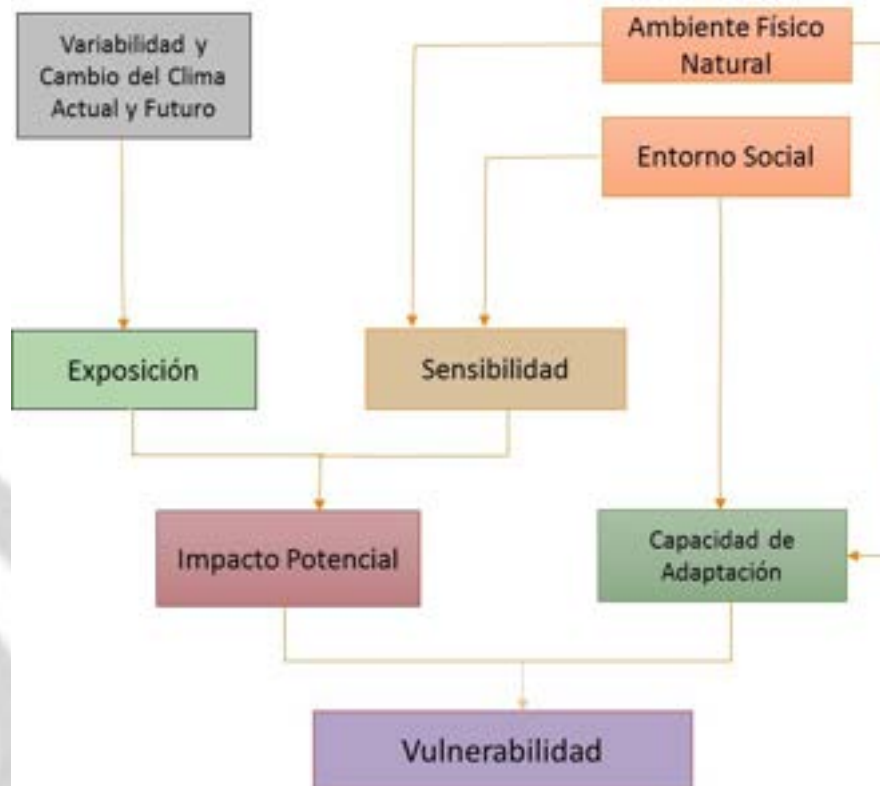 Variabilidad y
Cambio del Clima
Actual y Futuro
Ambiente Físico
Natural
Entorno Social
Exposición
Sensibilidad
Impacto Potencial
Capacidad de
Adaptación
Vulnerabilidad